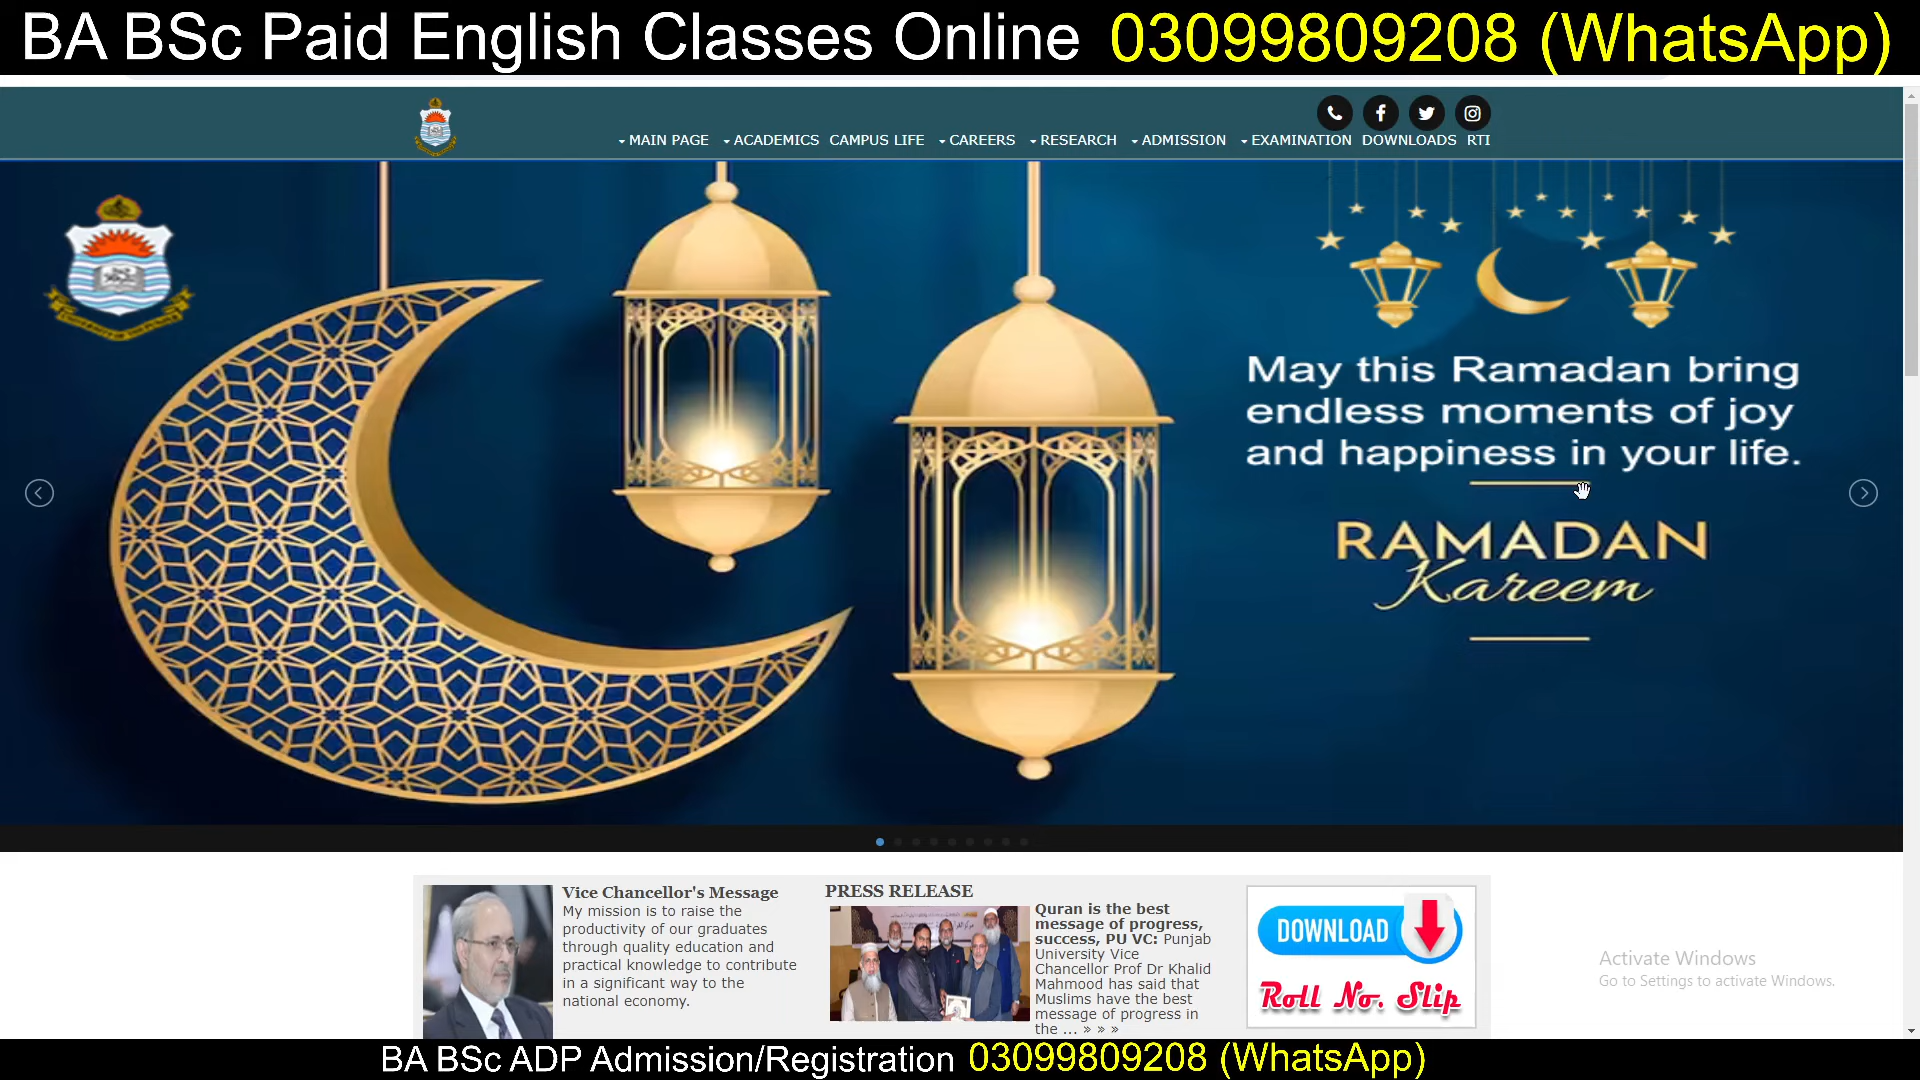 BA BSc Paid English Classes Online 03099809208 (WhatsApp)
MAIN PAGE ACADEMICS CAMPUS LIFE CAREERS RESEARCH ADMISSION EXAMINATION DOWNLOADS RTI
May this Ramadan bring
endless moments of joy
and happiness in your life.
RAMADAN
Kareem
Vice Chancellor's Message
My mission is to raise the
productivity of our graduates
through quality education and
practical knowledge to contribute
in a significant way to the
national economy.
PRESS RELEASE
Quran is the best
message of progress,
success, PU VC: Punjab
University Vice
Chancellor Prof Dr Khalid
Mahmood has said that
Muslims have the best
message of progress in
the ... » » »
DOWNLOAD
Roll No. Slip
Activate Windows
Go to Settings to activate Windows.
BA BSc ADP Admission/Registration 03099809208 (WhatsApp)